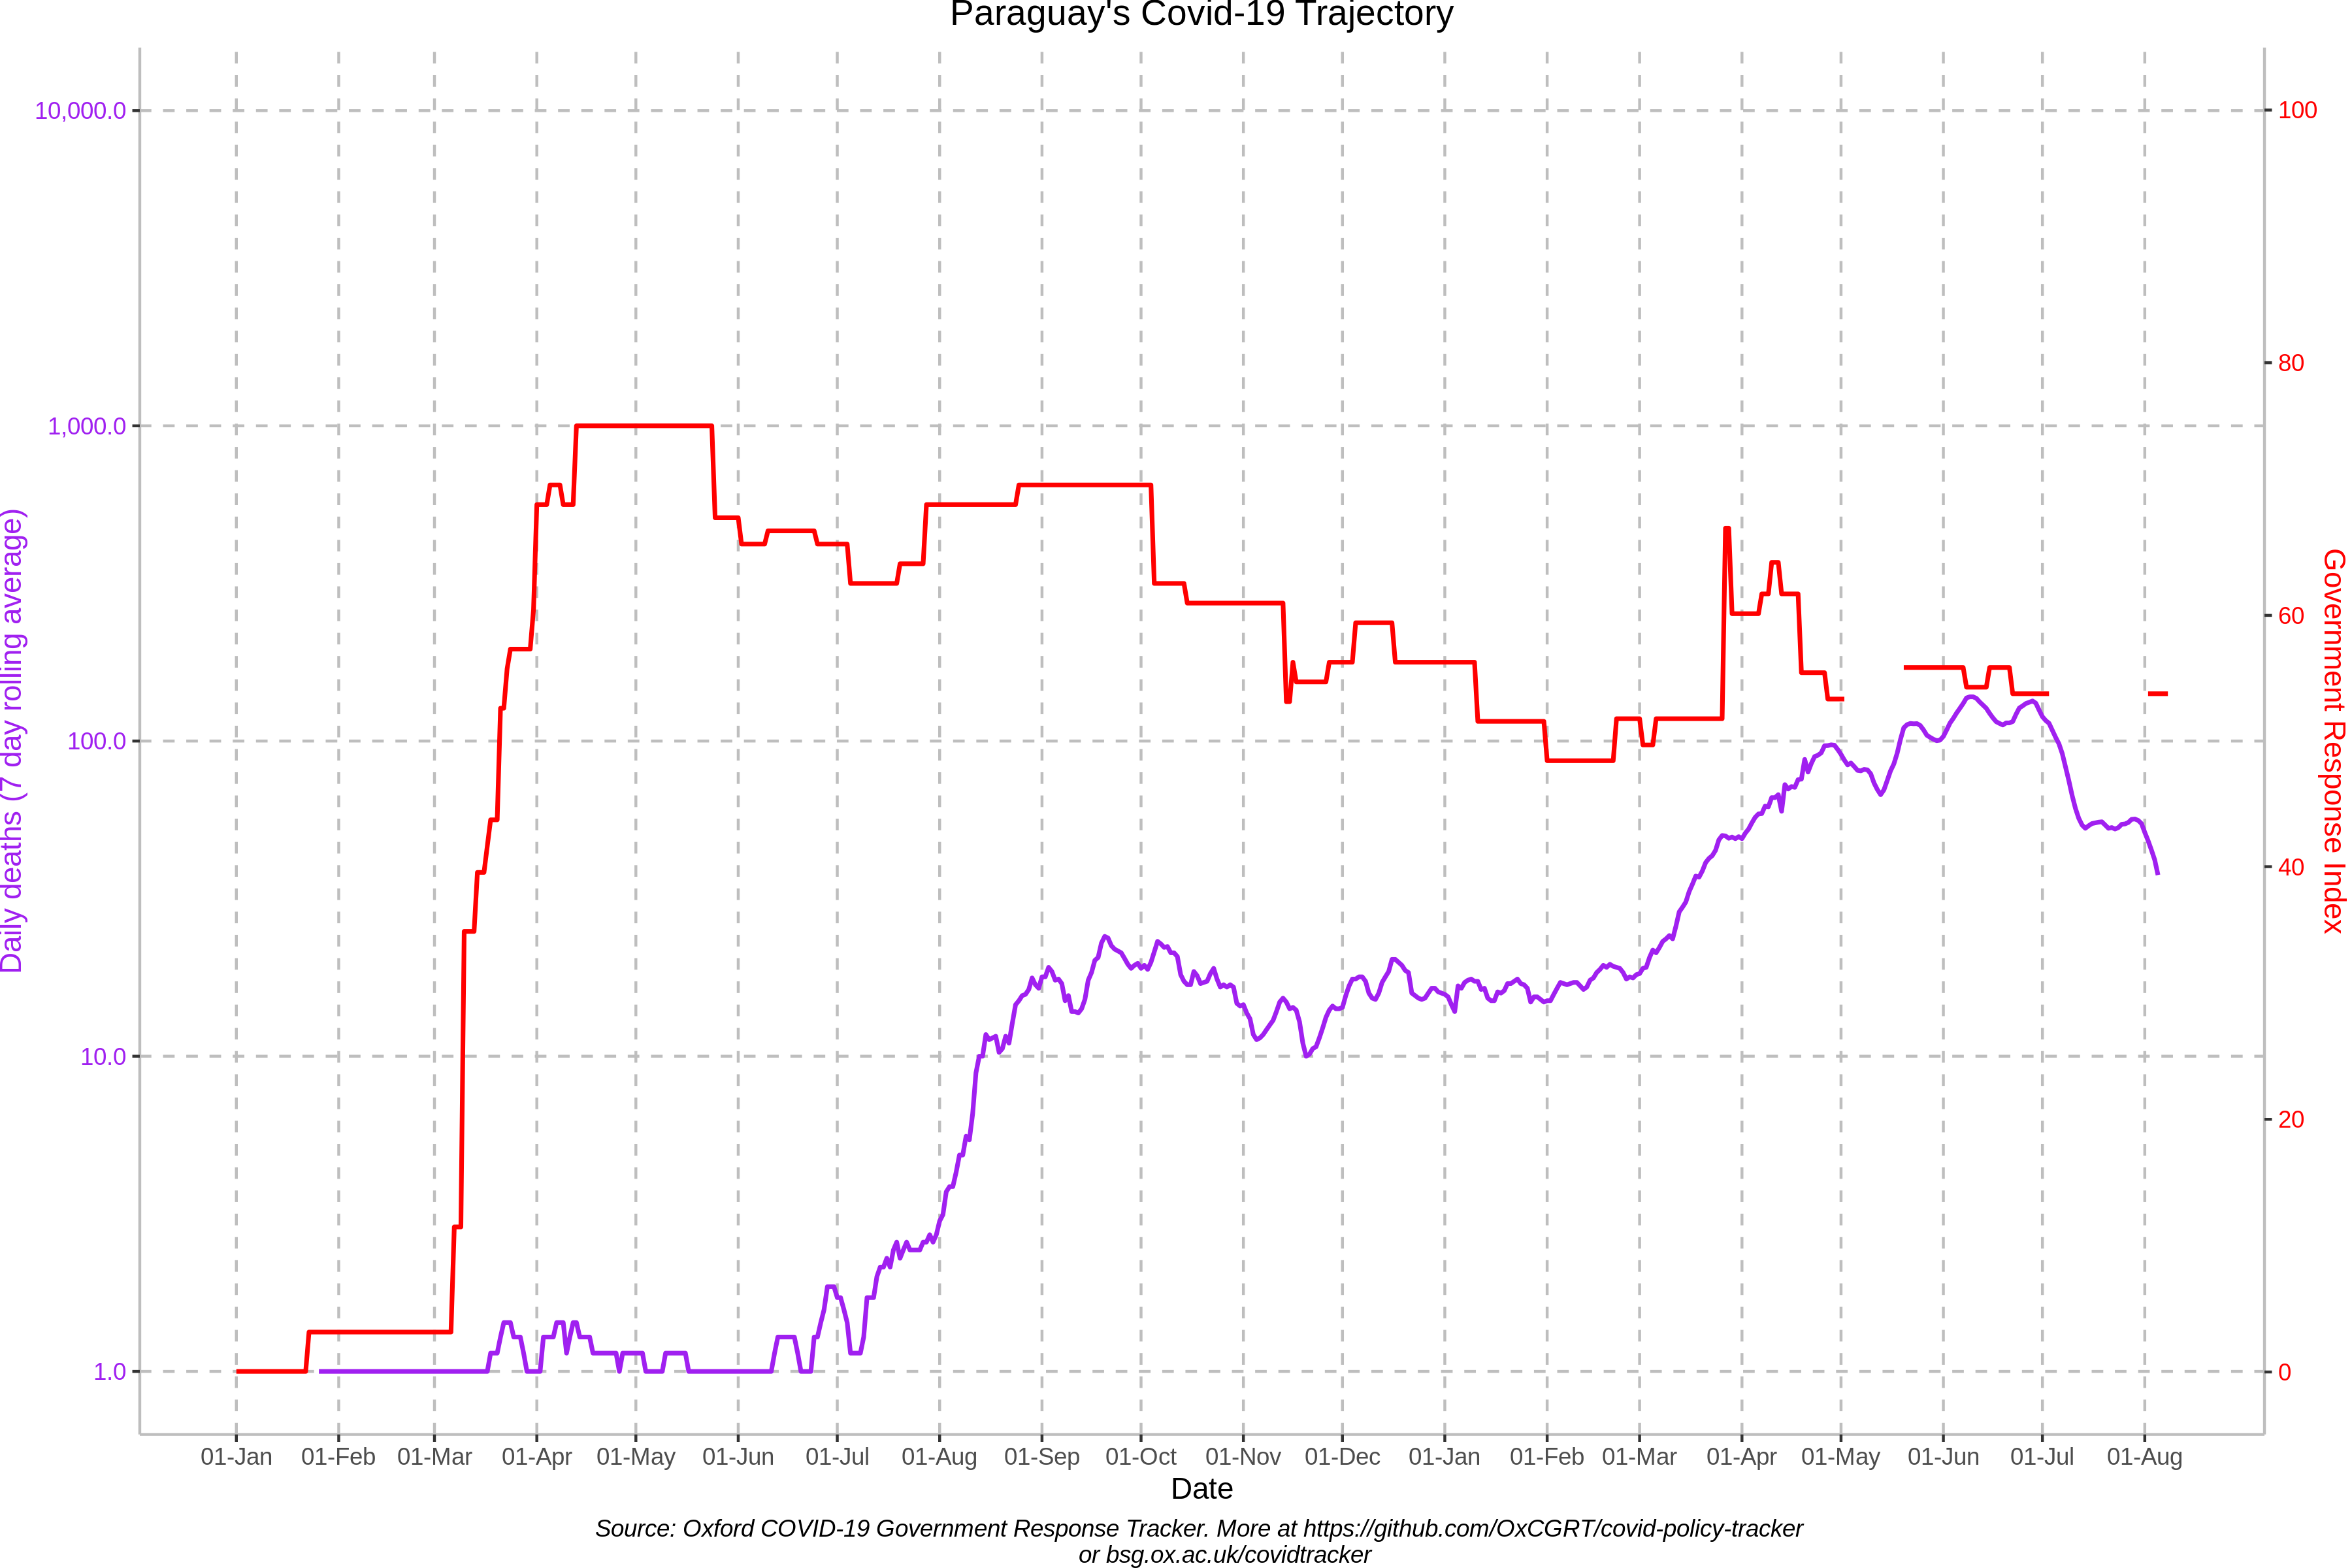 Paraguay's Covid-19 Trajectory
10,000.0
1,000.0
100.0
10.0
1.0
Daily deaths (7 day rolling average)
100
80
60
40
20
0
Government Response Index
01-Jan 01-Feb 01-Mar 01-Apr 01-May 01-Jun 01-Jul 01-Aug 01-Sep 01-Oct 01-Nov 01-Dec 01-Jan 01-Feb 01-Mar 01-Apr 01-May 01-Jun 01-Jul 01-Aug
Date
Source: Oxford COVID-19 Government Response Tracker. More at https://github.com/OxCGRT/covid-policy-tracker
or bsg.ox.ac.uk/covidtracker